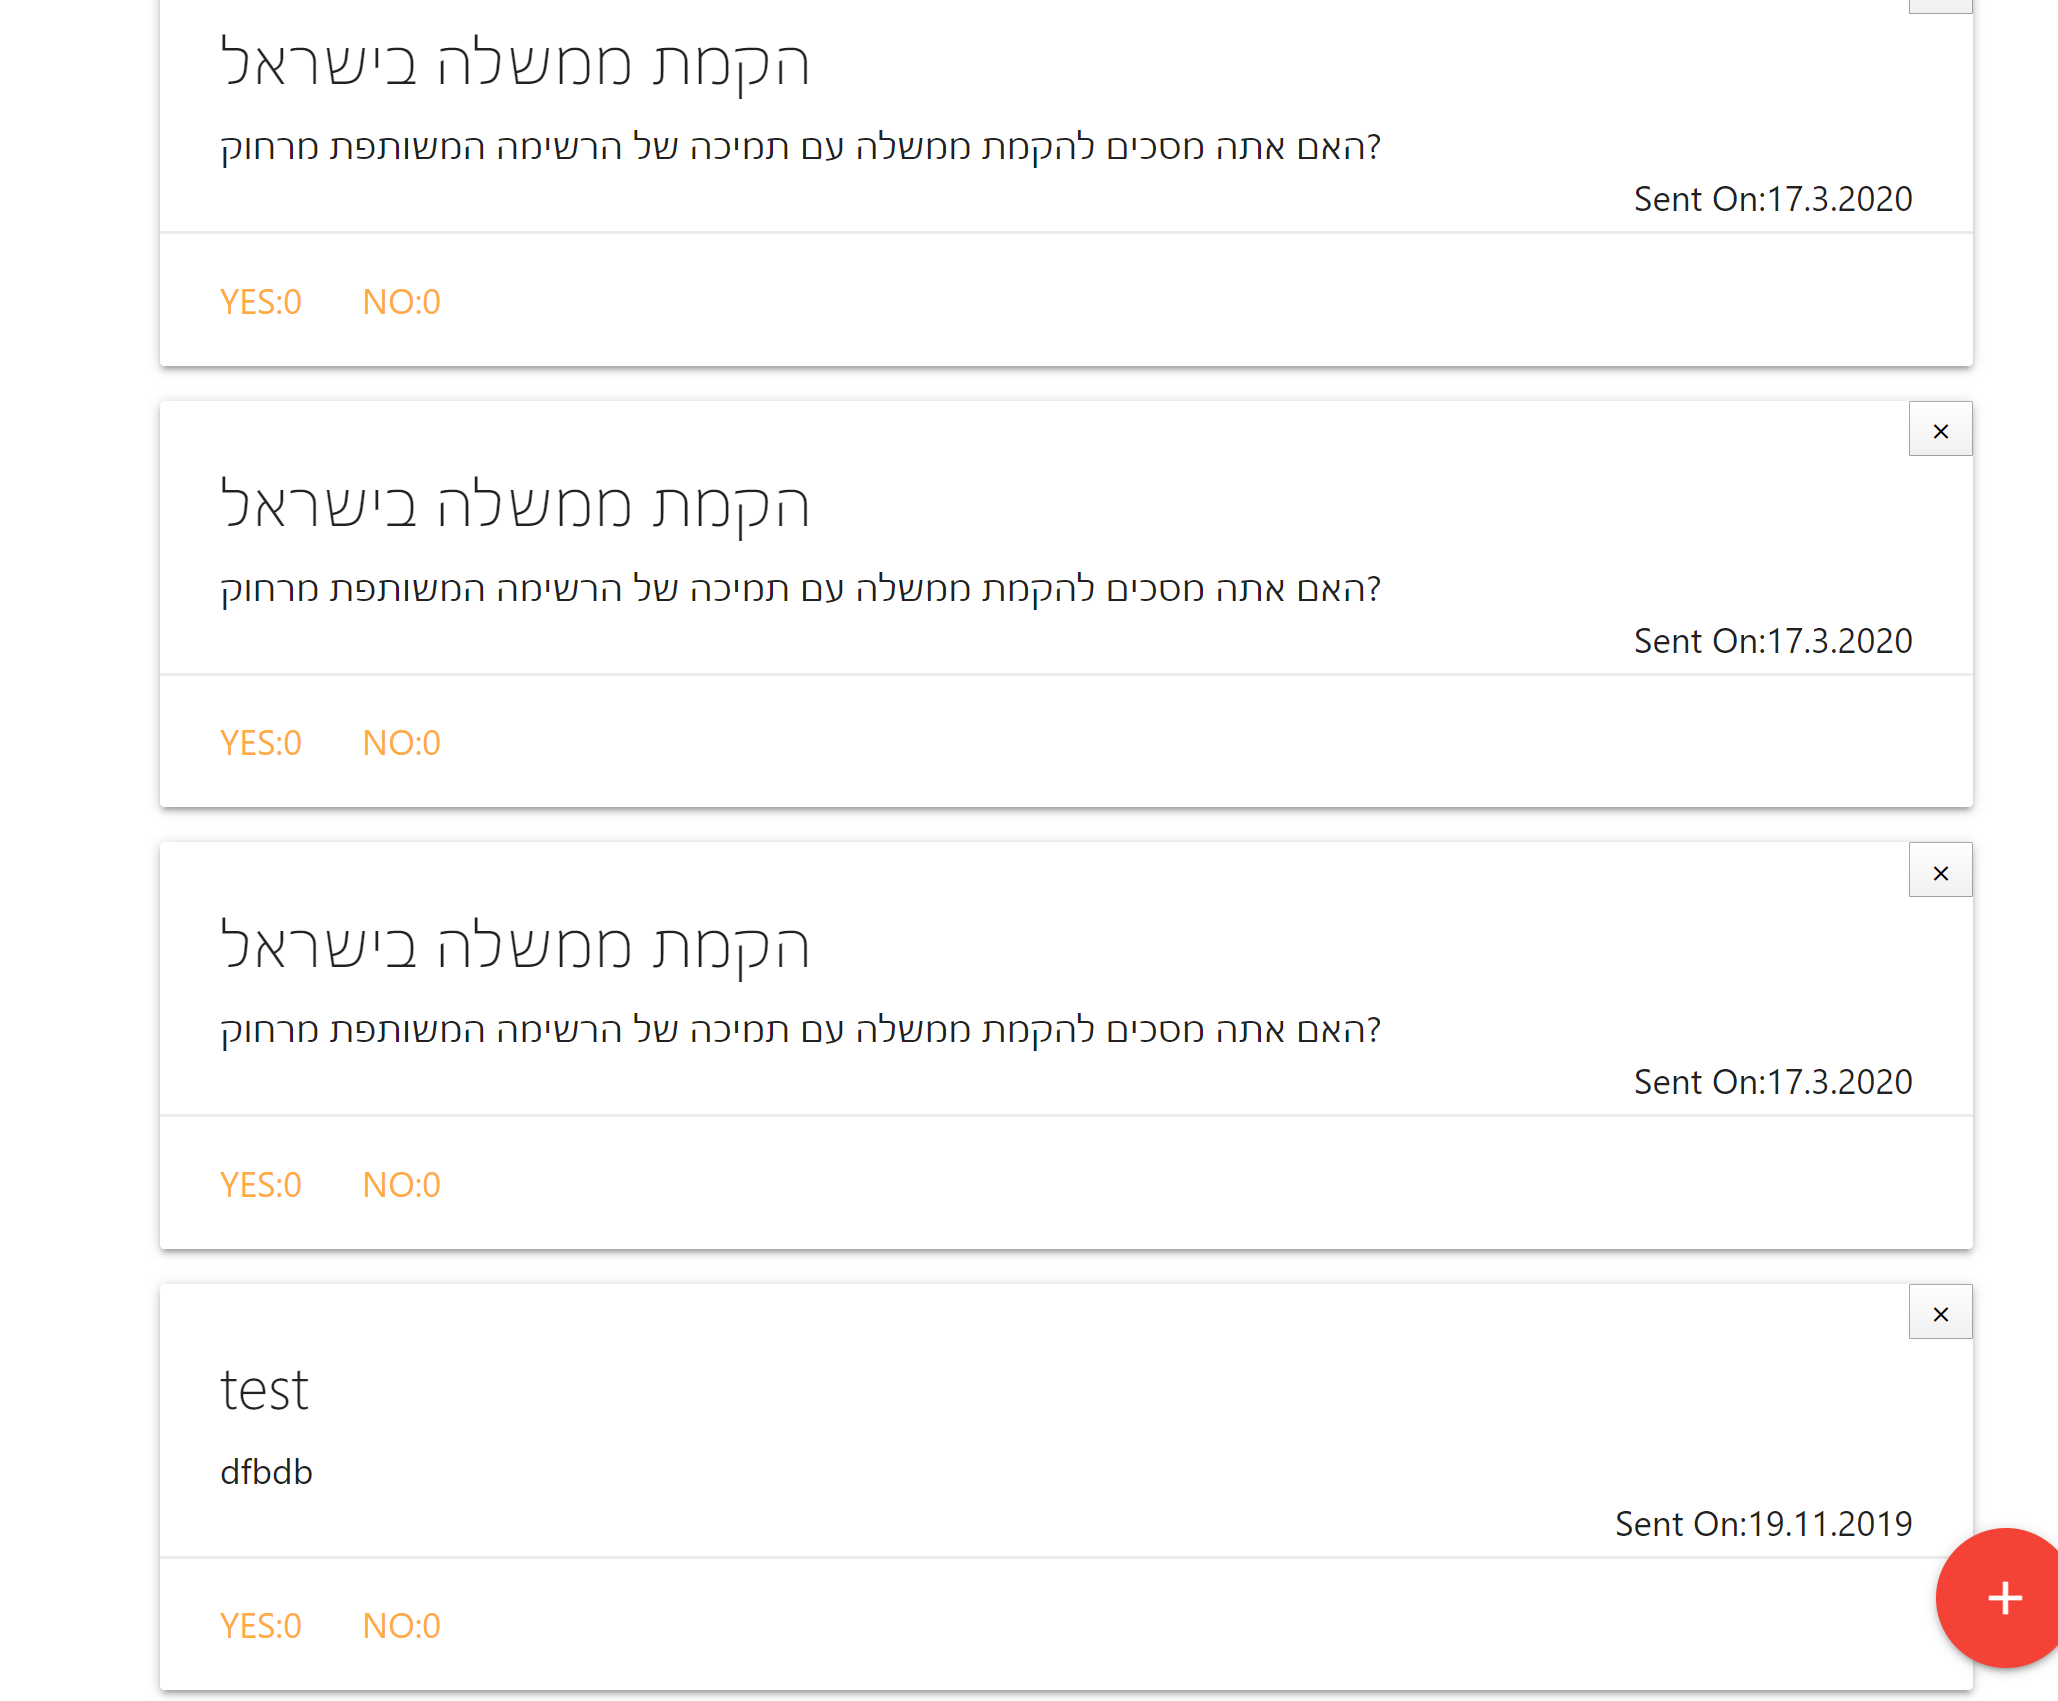 הקמת ממשלה בישראל
האם אתה מסכים להקמת ממשלה עם תמיכה של הרשימה המשותפת מרחוק?
Sent On:17.3.2020
YES:0 NO:0
×
הקמת ממשלה בישראל
האם אתה מסכים להקמת ממשלה עם תמיכה של הרשימה המשותפת מרחוק?
Sent On:17.3.2020
YES:0 NO:0
×
הקמת ממשלה בישראל
האם אתה מסכים להקמת ממשלה עם תמיכה של הרשימה המשותפת מרחוק?
Sent On:17.3.2020
YES:0 NO:0
×
test
dfbdb
Sent On:19.11.2019
YES:0 NO:0
+